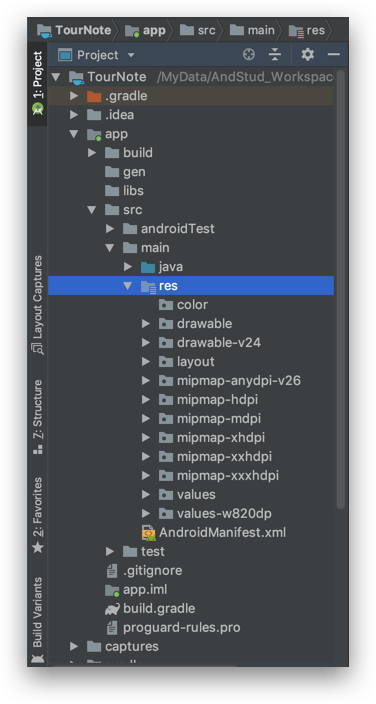 TourNote app src main res
Project
TourNote /MyData/AndStud_Workspac
.gradle
.idea
app
build
gen
libs
src
androidTest
main
java
res
color
drawable
drawable-v24
layout
mipmap-anydpi-v26
mipmap-hdpi
mipmap-mdpi
mipmap-xhdpi
mipmap-xxhdpi
mipmap-xxxhdpi
values
values-w820dp
AndroidManifest.xml
test
.gitignore
app.iml
build.gradle
proguard-rules.pro
captures
1: Project
Layout Captures
Z: Structure
2: Favorites
Build Variants